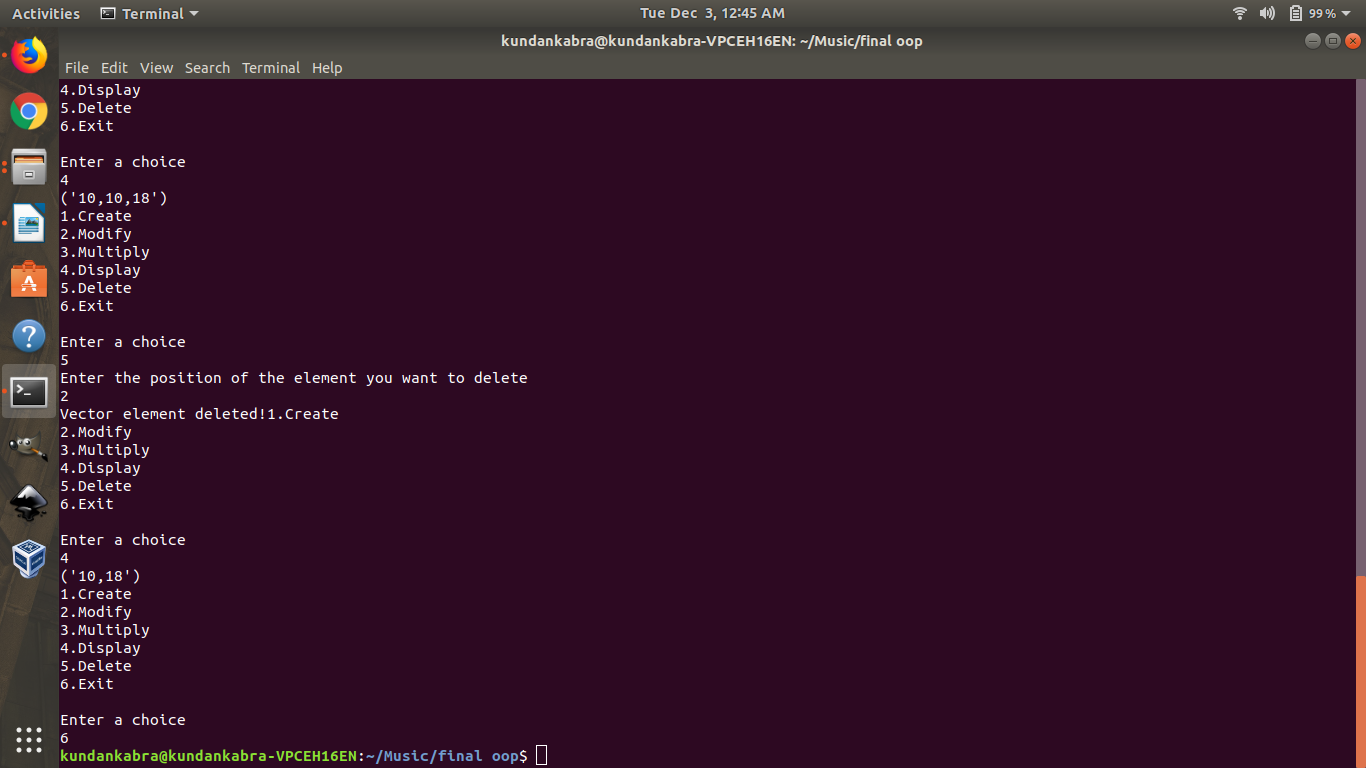 Activities Terminal Tue Dec 3, 12:45 AM 99%
kundankabra@kundankabra-VPCEH16EN: ~/Music/final oop
File Edit View Search Terminal Help
4.Display
5.Delete
6.Exit
Enter a choice
4
('10,10,18')
1.Create
2.Modify
3.Multiply
4.Display
5.Delete
6.Exit
Enter a choice
5
Enter the position of the element you want to delete
2
Vector element deleted!1.Create
2.Modify
3.Multiply
4.Display
5.Delete
6.Exit
Enter a choice
4
('10,18')
1.Create
2.Modify
3.Multiply
4.Display
5.Delete
6.Exit
Enter a choice
6
kundankabra@kundankabra-VPCEH16EN:~/Music/final oop$